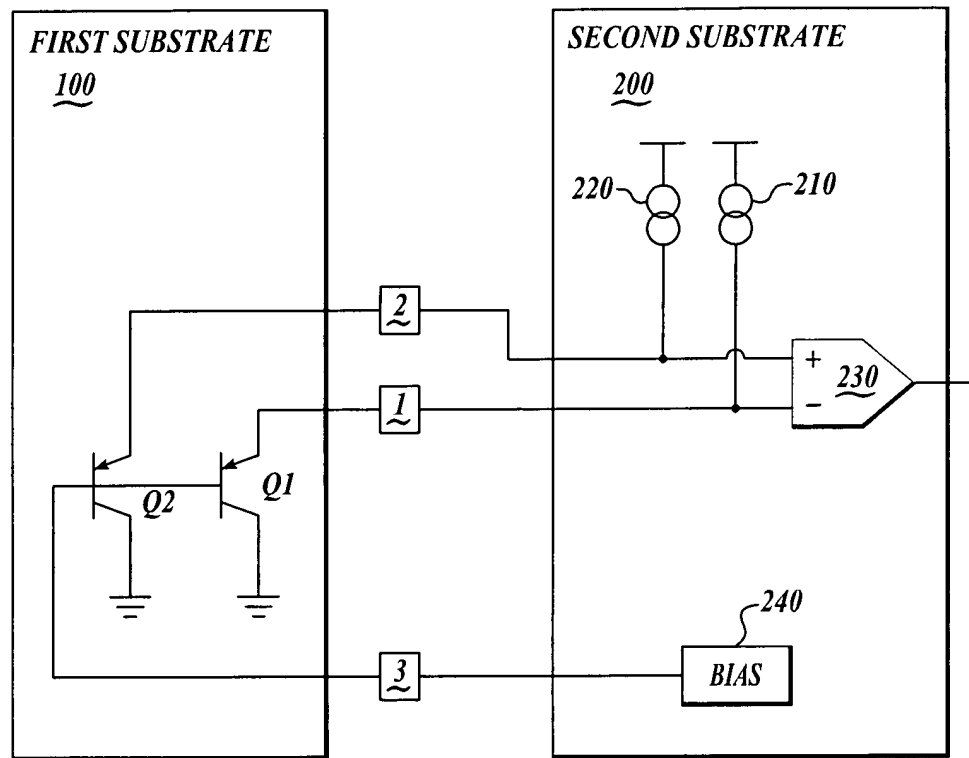 FIRST SUBSTRATE
100
SECOND SUBSTRATE
200
220
210
2
+
230
1
−
Q2
Q1
240
3
BIAS